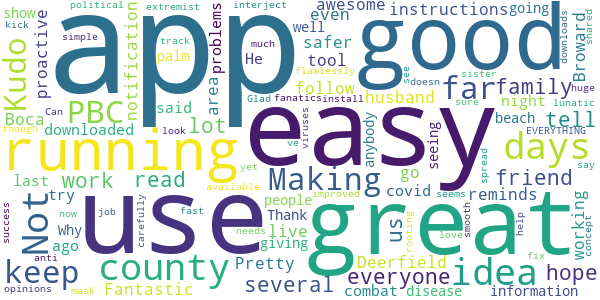 political extremist interject awesome instructions going downloads
show kick even
simple track much well safer
Kudo proactive notification area problems
app good
He tool Broward shared
palm follow flawlessly see doesn sister
Boca PBC said
Glad fanatics install husband night sure huge lunatic
far family tell
downloaded lot Can though look viruses anybody seeing beach EVERYTHING
running easy days
last work read yet Making go covid reminds friend spread say
try available ve improved seems
Not use great
now job fast people us working concept
success Why carefully needs Thank live love smooth help
ago giving rooting fix
county Pretty Deerfield idea hope
keep anti several everyone
opinions mask Fantastic combat disease information